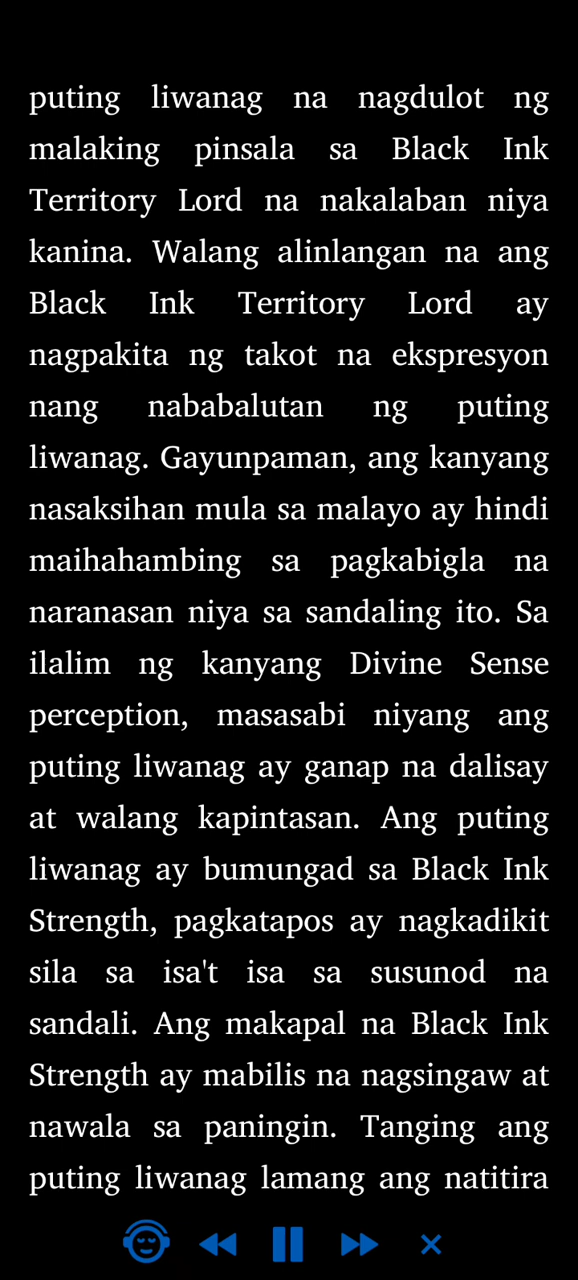 puting liwanag na nagdulot ng
malaking pinsala sa Black Ink
Territory Lord na nakalaban niya
kanina. Walang alinlangan na ang
Black Ink Territory Lord ay
nagpakita ng takot na ekspresyon
nang nababalutan ng puting
liwanag. Gayunpaman, ang kanyang
nasaksihan mula sa malayo ay hindi
maihahambing sa pagkabigla na
naranasan niya sa sandaling ito. Sa
ilalim ng kanyang Divine Sense
perception, masasabi niyang ang
puting liwanag ay ganap na dalisay
at walang kapintasan. Ang puting
liwanag ay bumungad sa Black Ink
Strength, pagkatapos ay nagkadikit
sila sa isa't isa sa susunod na
sandali. Ang makapal na Black Ink
Strength ay mabilis na nagsingaw at
nawala sa paningin. Tanging ang
puting liwanag lamang ang natitira